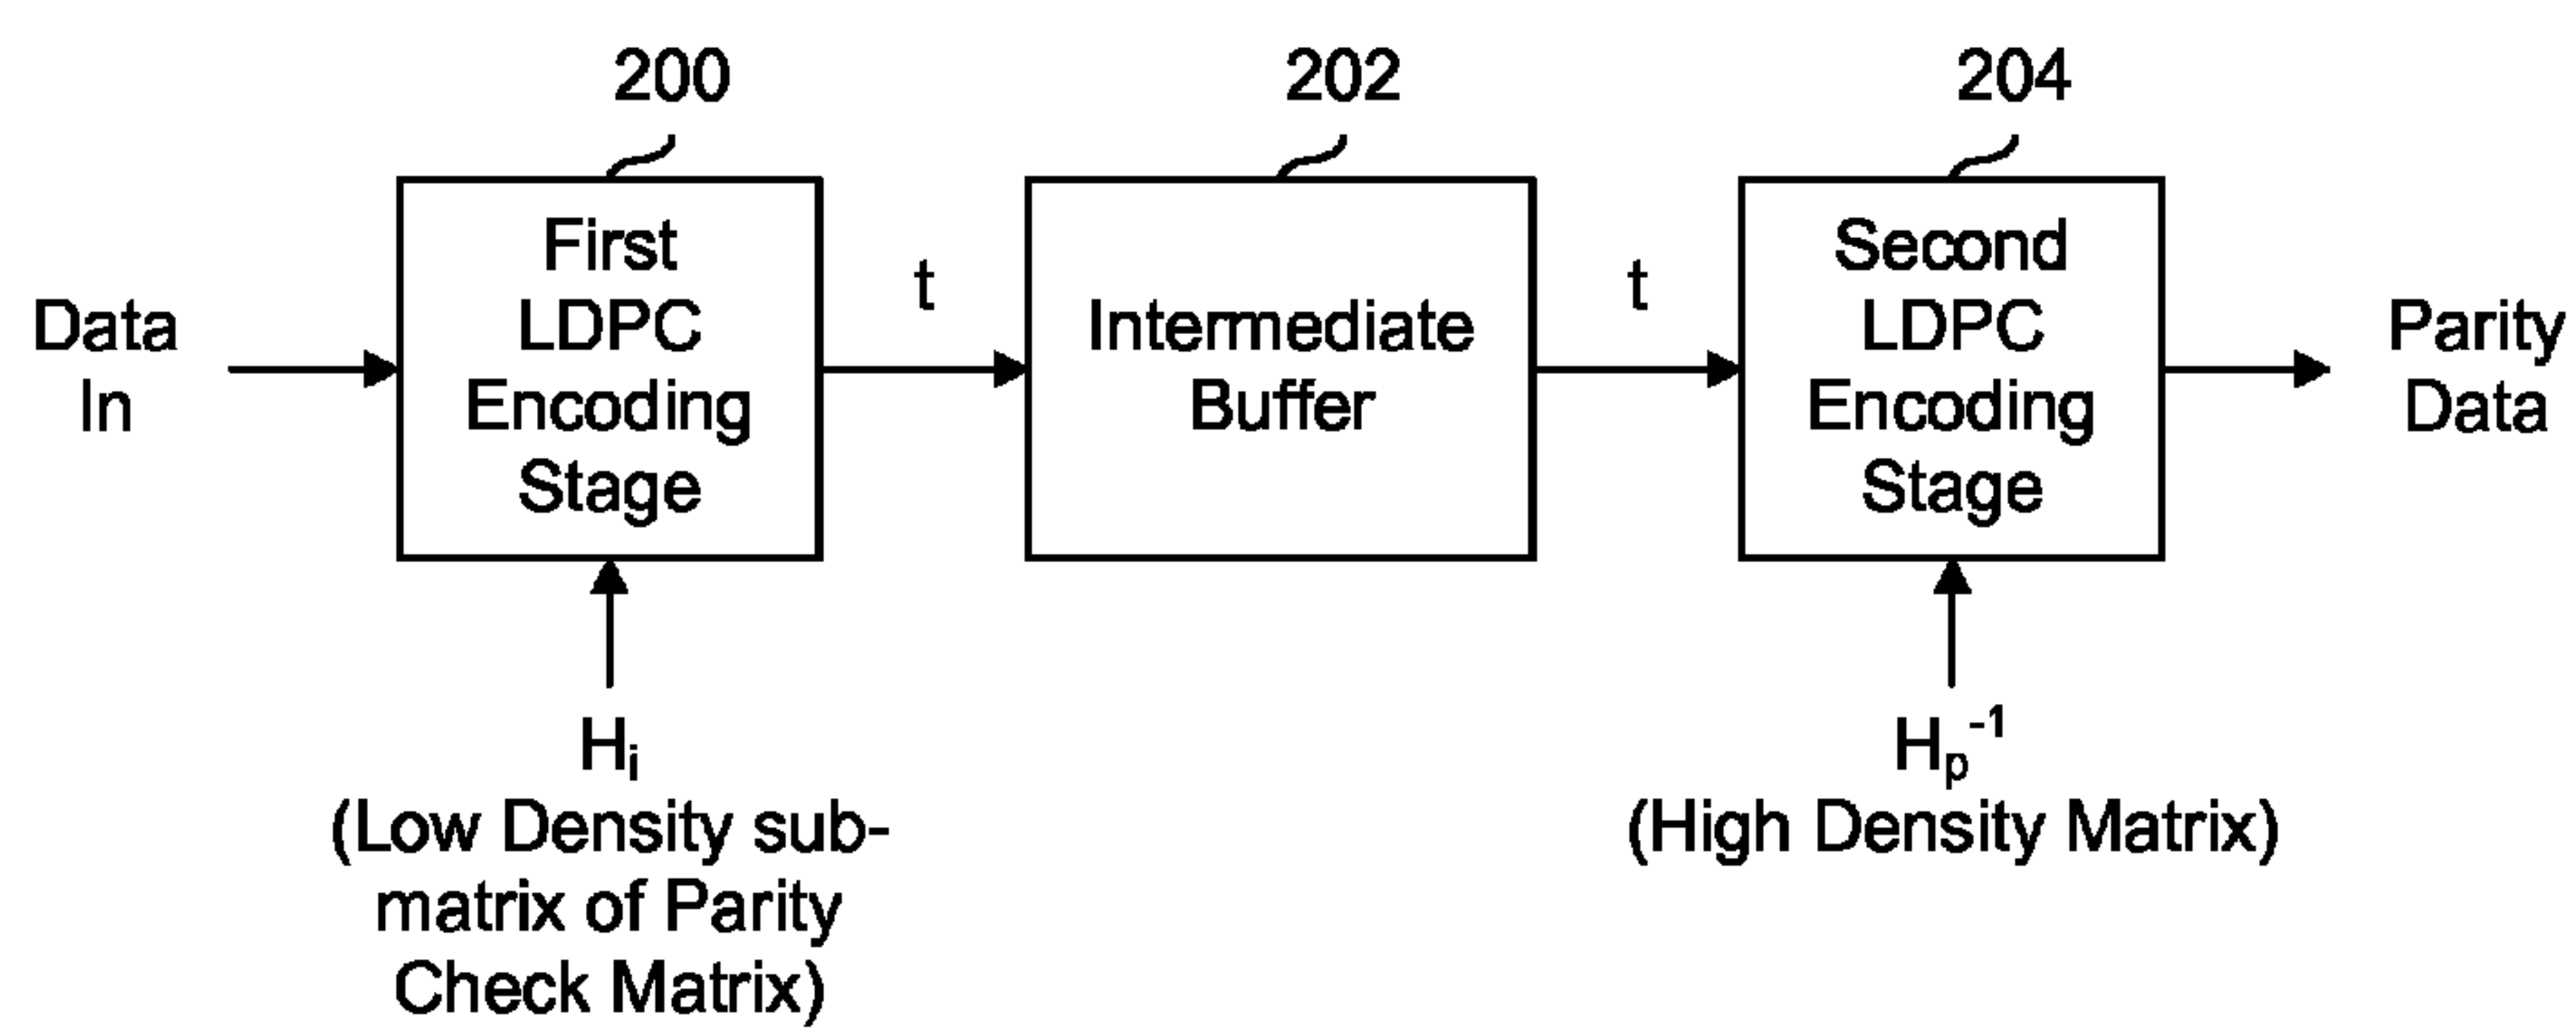 200
202
204
Data
In
First
LDPC
Encoding
Stage
t
Intermediate
Buffer
t
Second
LDPC
Encoding
Stage
Parity
Data
Hᵢ
(Low Density sub-
matrix of Parity
Check Matrix)
Hₚ⁻¹
(High Density Matrix)